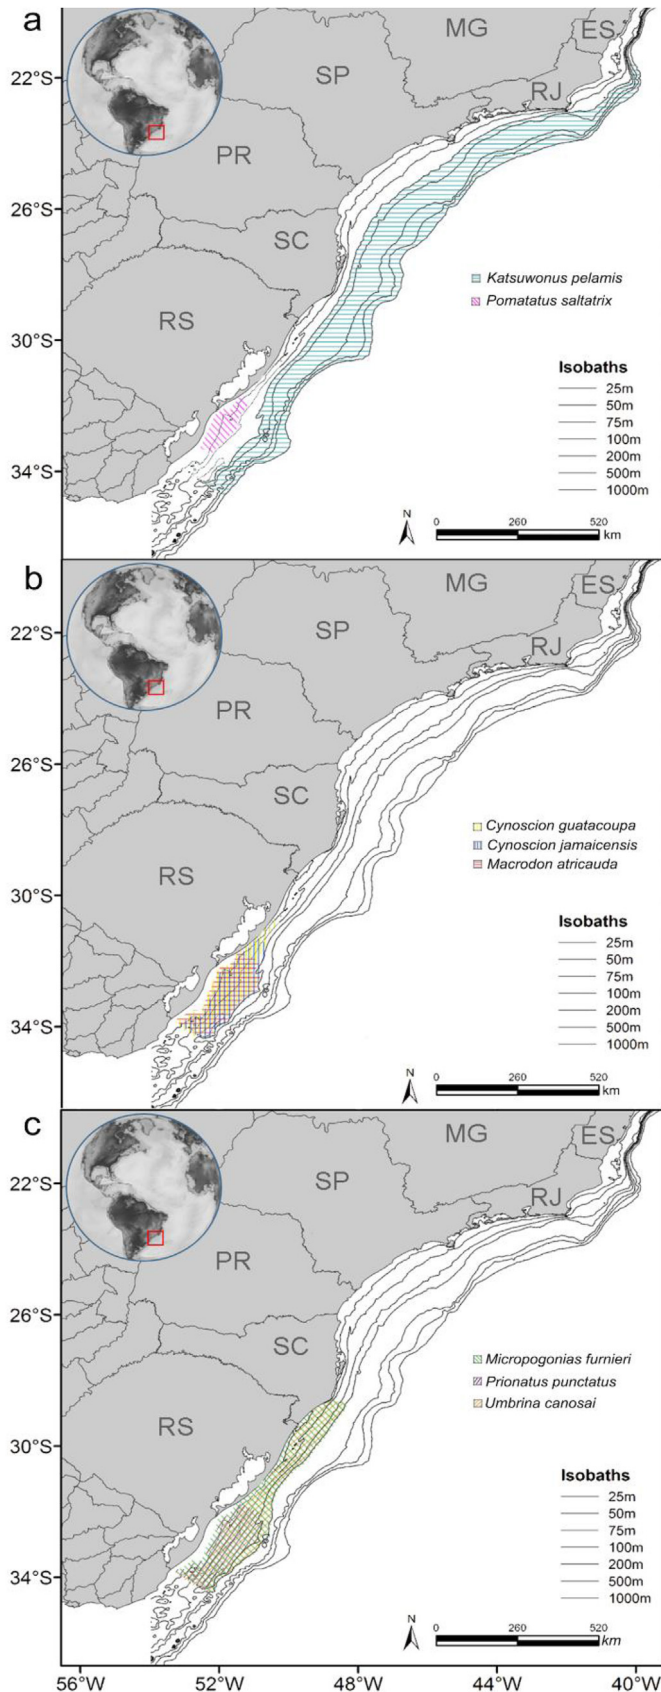 a
MG
ES
22°S
SP
RJ
PR
26°S
SC
Katsuwonus pelamis
Pomatatus saltatrix
30°S
RS
Isobaths
25m
50m
75m
100m
200m
500m
1000m
34°S
N
0 260 520
km
b
MG
ES
22°S
SP
RJ
PR
26°S
SC
Cynoscion guatacoupa
Cynoscion jamaicensis
Macrodon atricauda
30°S
RS
Isobaths
25m
50m
75m
100m
200m
500m
1000m
34°S
N
0 260 520
km
c
MG
ES
22°S
SP
RJ
PR
26°S
SC
Micropogonias furnieri
Prionatus punctatus
Umbrina canosai
30°S
RS
Isobaths
25m
50m
75m
100m
200m
500m
1000m
34°S
N
0 260 520
km
56°W 52°W 48°W 44°W 40°W